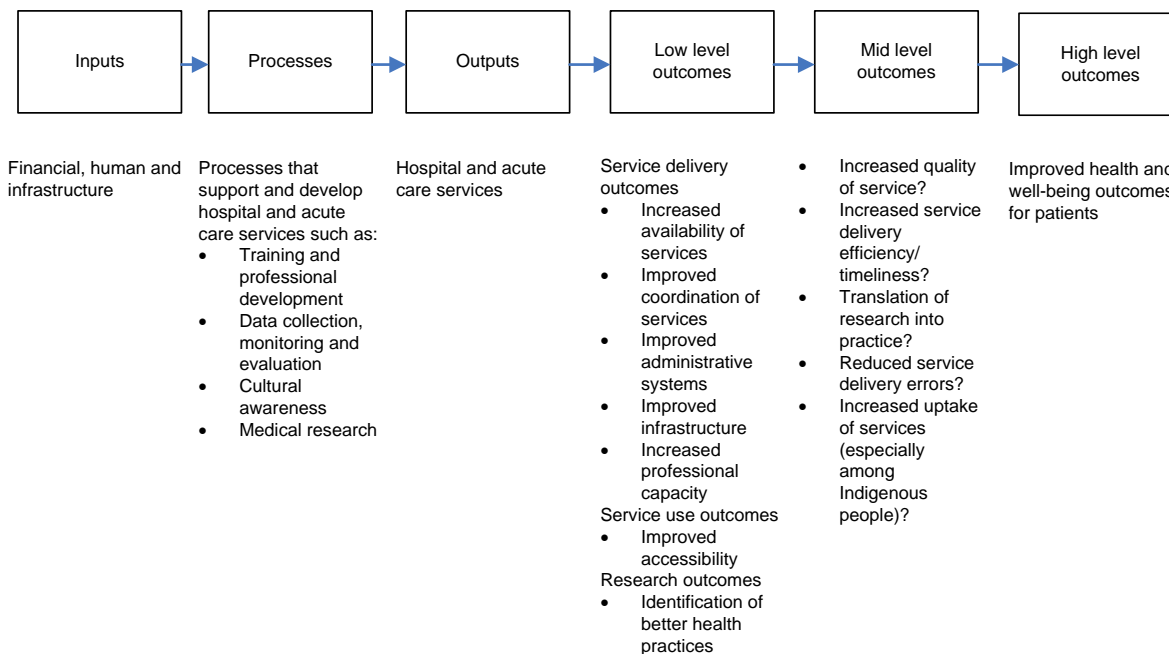 Inputs
Processes
Outputs
Low level
outcomes
Mid level
outcomes
High level
outcomes
Financial, human and
infrastructure
Processes that
support and develop
hospital and acute
care services such as:
• Training and
professional
development
• Data collection,
monitoring and
evaluation
• Cultural
awareness
• Medical research
Hospital and acute
care services
Service delivery
outcomes
• Increased
availability of
services
• Improved
coordination of
services
• Improved
administrative
systems
• Improved
infrastructure
• Increased
professional
capacity
Service use outcomes
• Improved
accessibility
Research outcomes
• Identification of
better health
practices
• Increased quality
of service?
• Increased service
delivery
efficiency/
timeliness?
• Translation of
research into
practice?
• Reduced service
delivery errors?
• Increased uptake
of services
(especially
among
Indigenous
people)?
Improved health and
well-being outcomes
for patients